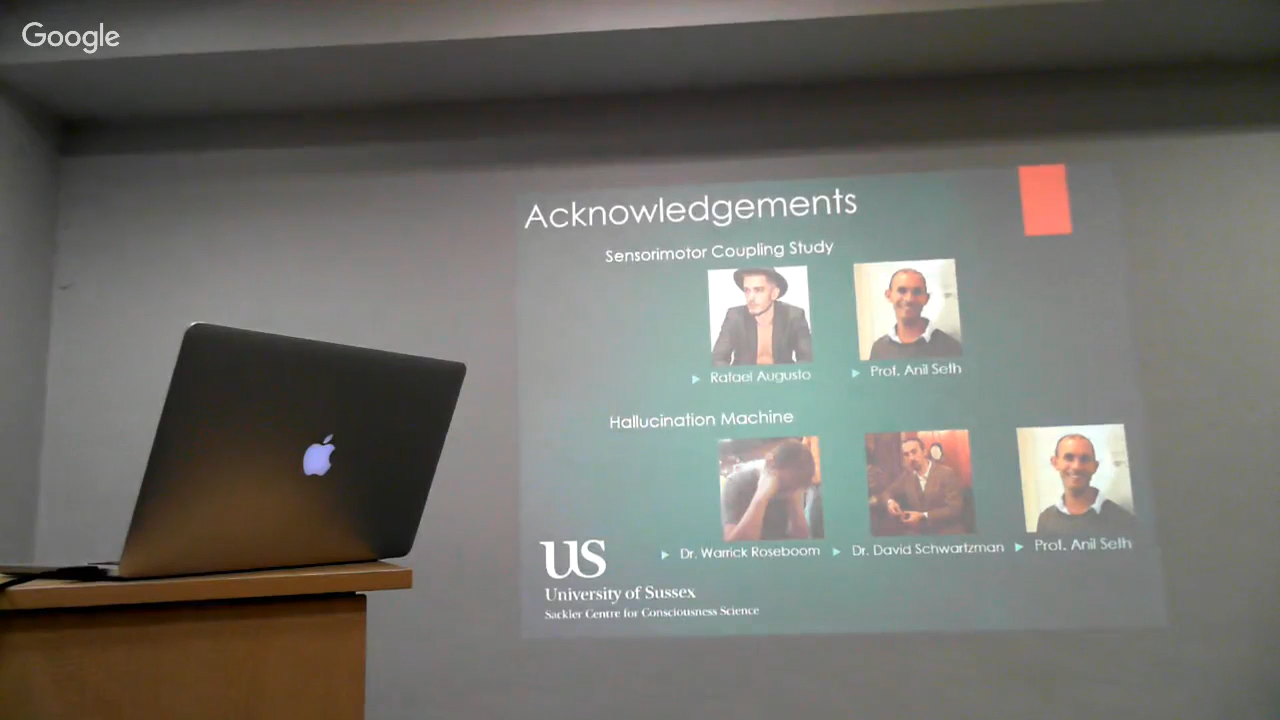 Google
Acknowledgements
Sensorimotor Coupling Study
Rafael Augusto
Prof. Anil Seth
Hallucination Machine
Dr. Warrick Roseboom
Dr. David Schwartzman
Prof. Anil Seth
US
University of Sussex
Sackler Centre for Consciousness Science